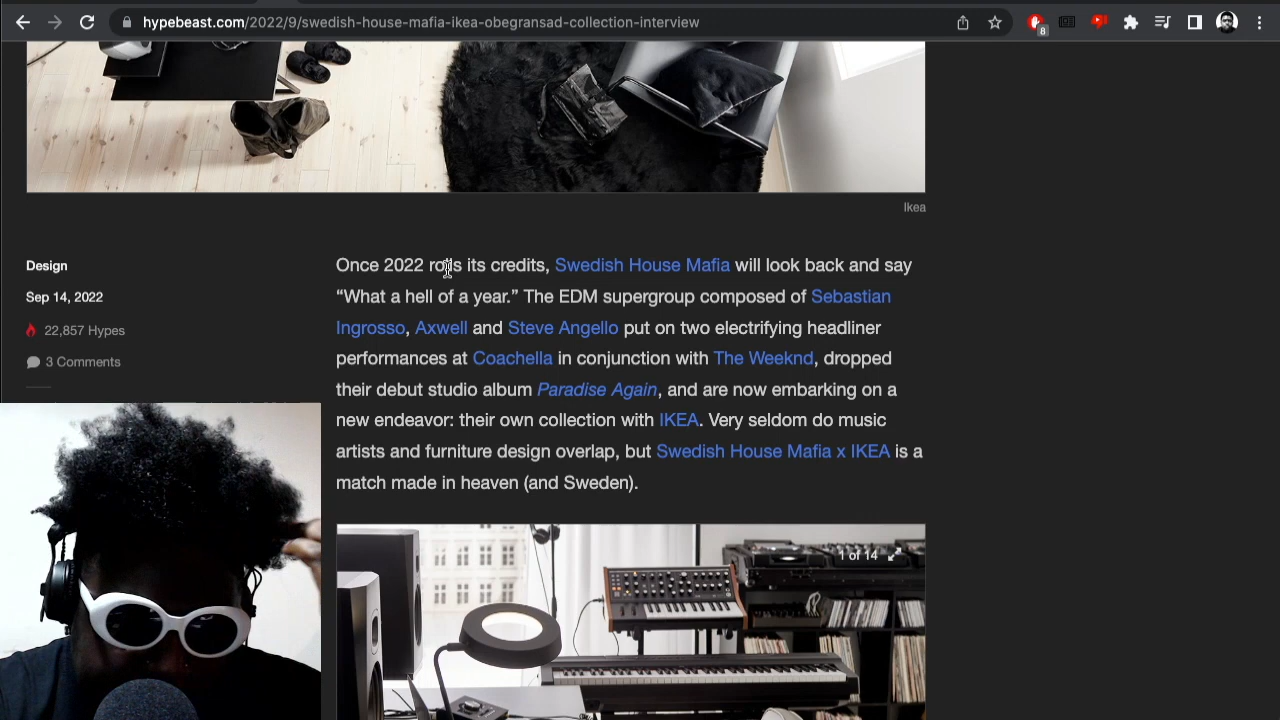 hypebeast.com/2022/9/swedish-house-mafia-ikea-obegransad-collection-interview
8
Ikea
Design
Sep 14, 2022
22,857 Hypes
3 Comments
Once 2022 rolls its credits, Swedish House Mafia will look back and say
“What a hell of a year.” The EDM supergroup composed of Sebastian
Ingrosso, Axwell and Steve Angello put on two electrifying headliner
performances at Coachella in conjunction with The Weeknd, dropped
their debut studio album Paradise Again, and are now embarking on a
new endeavor: their own collection with IKEA. Very seldom do music
artists and furniture design overlap, but Swedish House Mafia x IKEA is a
match made in heaven (and Sweden).
1 of 14